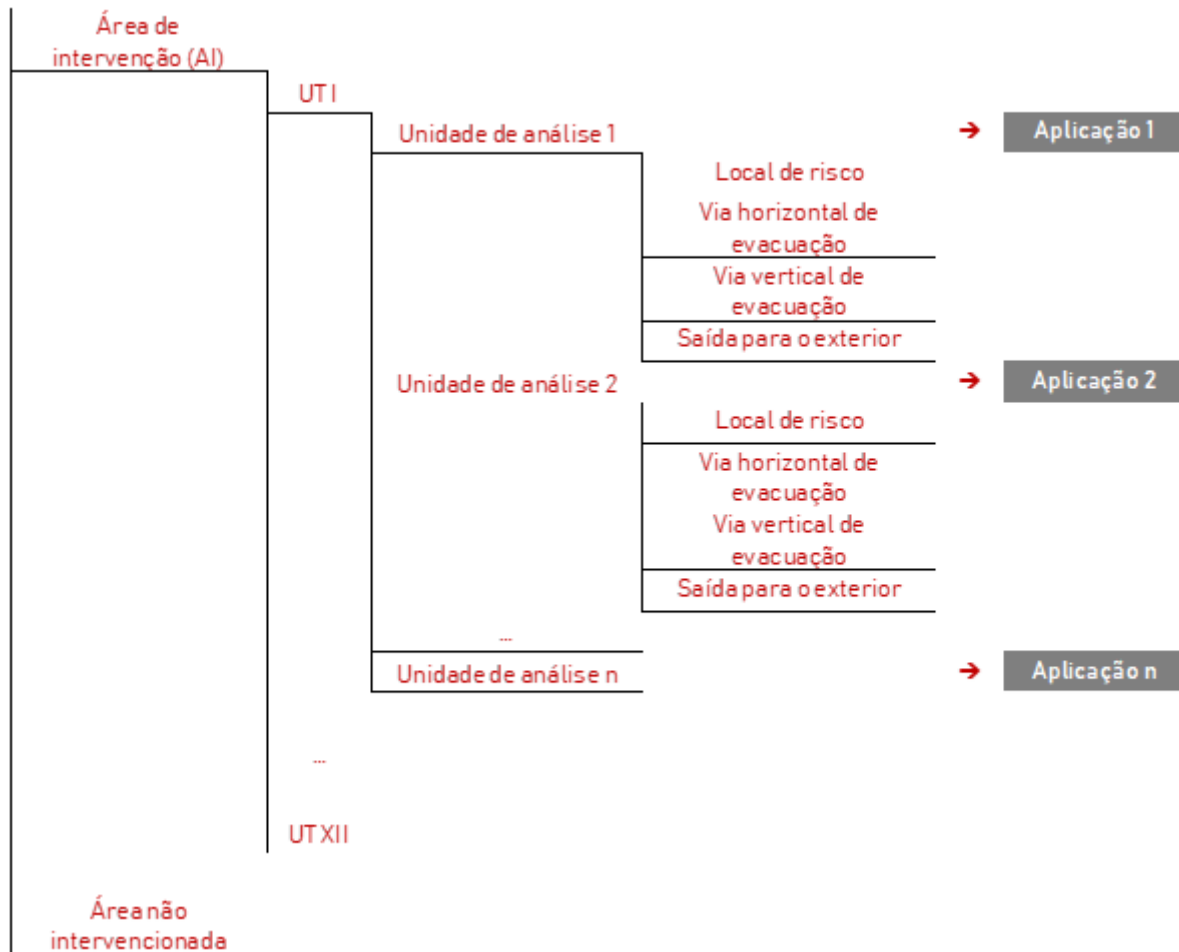 Área de
intervenção (AI)
UT I
Unidade de análise 1
➔
Aplicação 1
Local de risco
Via horizontal de
evacuação
Via vertical de
evacuação
Saída para o exterior
Unidade de análise 2
➔
Aplicação 2
Local de risco
Via horizontal de
evacuação
Via vertical de
evacuação
Saída para o exterior
...
Unidade de análise n
➔
Aplicação n
...
UT XII
Área não
intervencionada